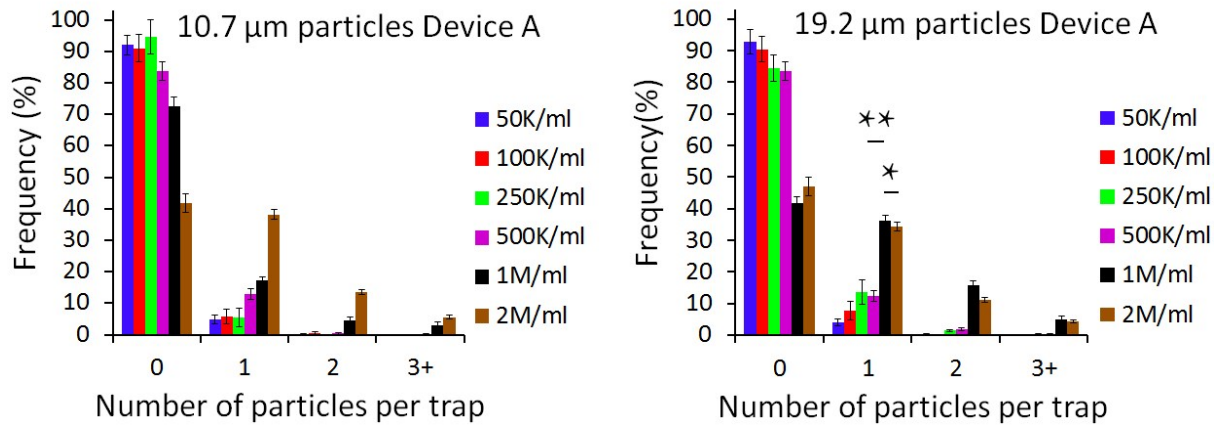 10.7 µm particles Device A
Frequency (%)
100
90
80
70
60
50
40
30
20
10
0
0 1 2 3+
Number of particles per trap
50K/ml
100K/ml
250K/ml
500K/ml
1M/ml
2M/ml
19.2 µm particles Device A
Frequency(%)
100
90
80
70
60
50
40
30
20
10
0
**
*
0 1 2 3+
Number of particles per trap
50K/ml
100K/ml
250K/ml
500K/ml
1M/ml
2M/ml